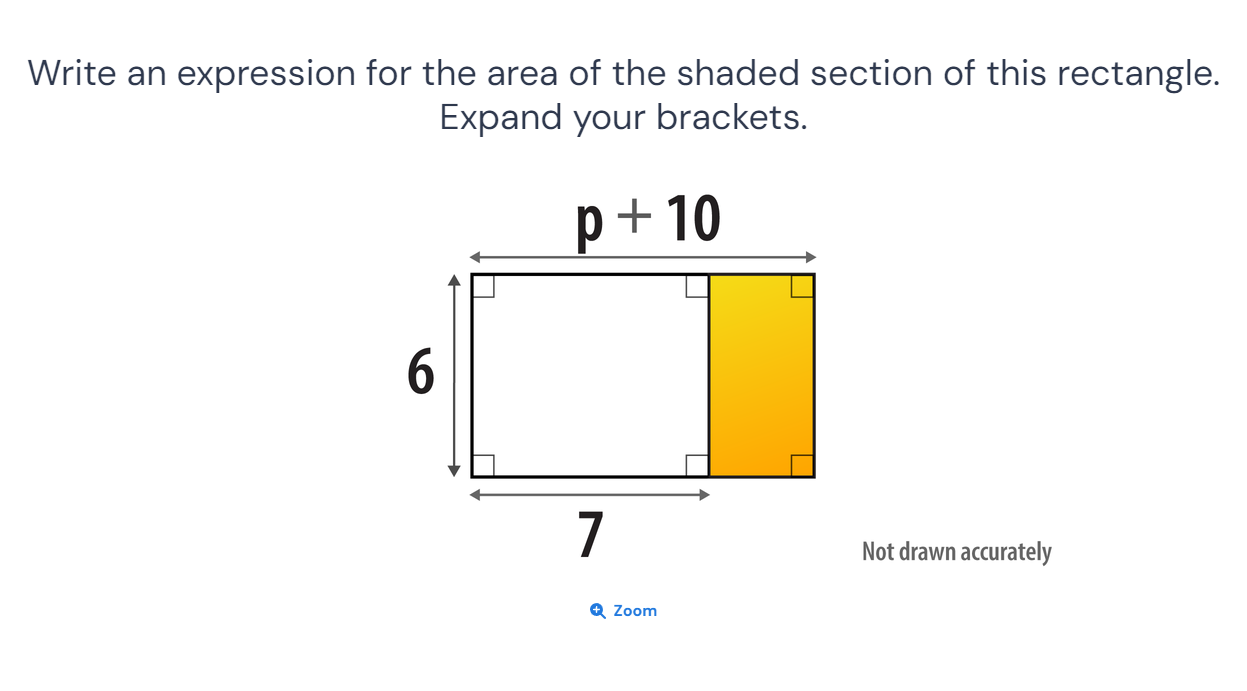 Write an expression for the area of the shaded section of this rectangle.
Expand your brackets.
p + 10
6
7
Not drawn accurately
Zoom